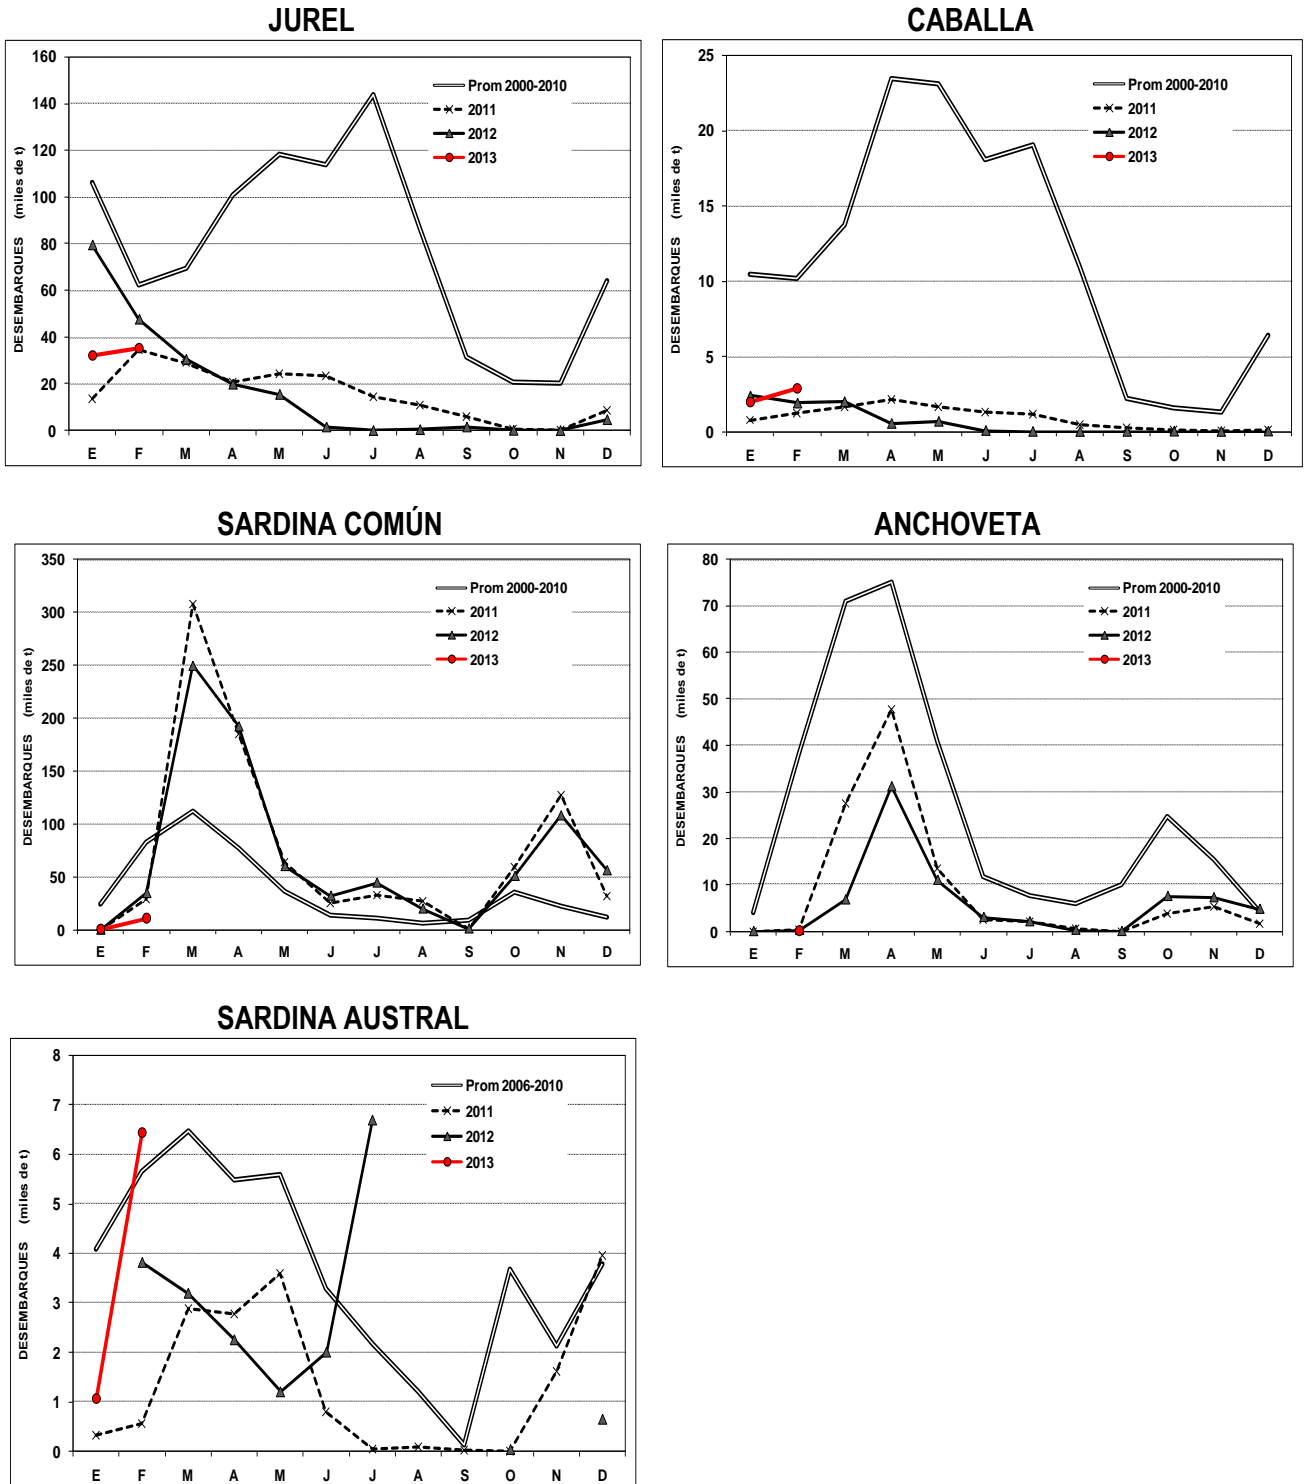 JUREL
DESEMBARQUES (miles de t)
160
140
120
100
80
60
40
20
0
Prom 2000-2010
2011
2012
2013
E F M A M J J A S O N D
CABALLA
DESEMBARQUES (miles de t)
25
20
15
10
5
0
Prom 2000-2010
2011
2012
2013
E F M A M J J A S O N D
SARDINA COMÚN
DESEMBARQUES (miles de t)
350
300
250
200
150
100
50
0
Prom 2000-2010
2011
2012
2013
E F M A M J J A S O N D
ANCHOVETA
DESEMBARQUES (miles de t)
80
70
60
50
40
30
20
10
0
Prom 2000-2010
2011
2012
2013
E F M A M J J A S O N D
SARDINA AUSTRAL
DESEMBARQUES (miles de t)
8
7
6
5
4
3
2
1
0
Prom 2006-2010
2011
2012
2013
E F M A M J J A S O N D